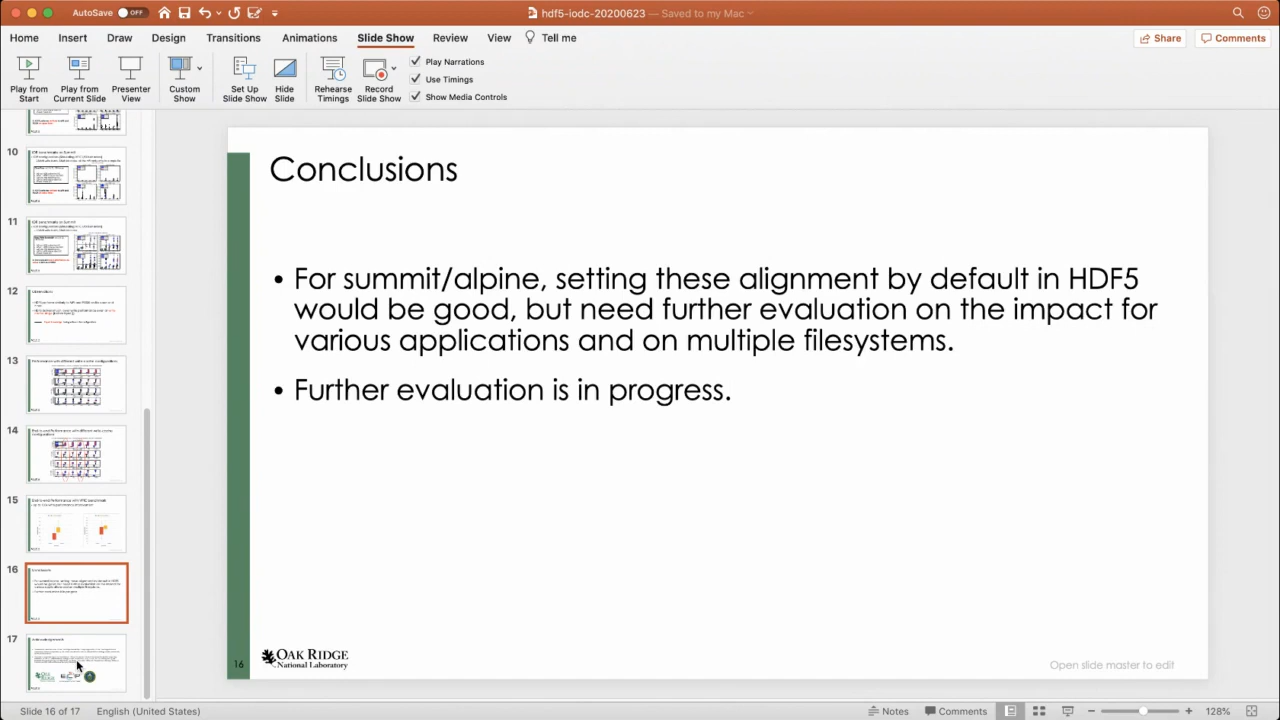 AutoSave OFF
hdf5-iodc-20200623 — Saved to my Mac
Home Insert Draw Design Transitions Animations Slide Show Review View Tell me
Share Comments
Play from Start
Play from Current Slide
Presenter View
Custom Show
Set Up Slide Show
Hide Slide
Rehearse Timings
Record Slide Show
Play Narrations
Use Timings
Show Media Controls
10
11
12
13
14
15
16
17
Conclusions
• For summit/alpine, setting these alignment by default in HDF5
would be good, but need further evaluation on the impact for
various applications and on multiple filesystems.
• Further evaluation is in progress.
16
OAK RIDGE
National Laboratory
Open slide master to edit
Slide 16 of 17 English (United States)
Notes Comments 128%